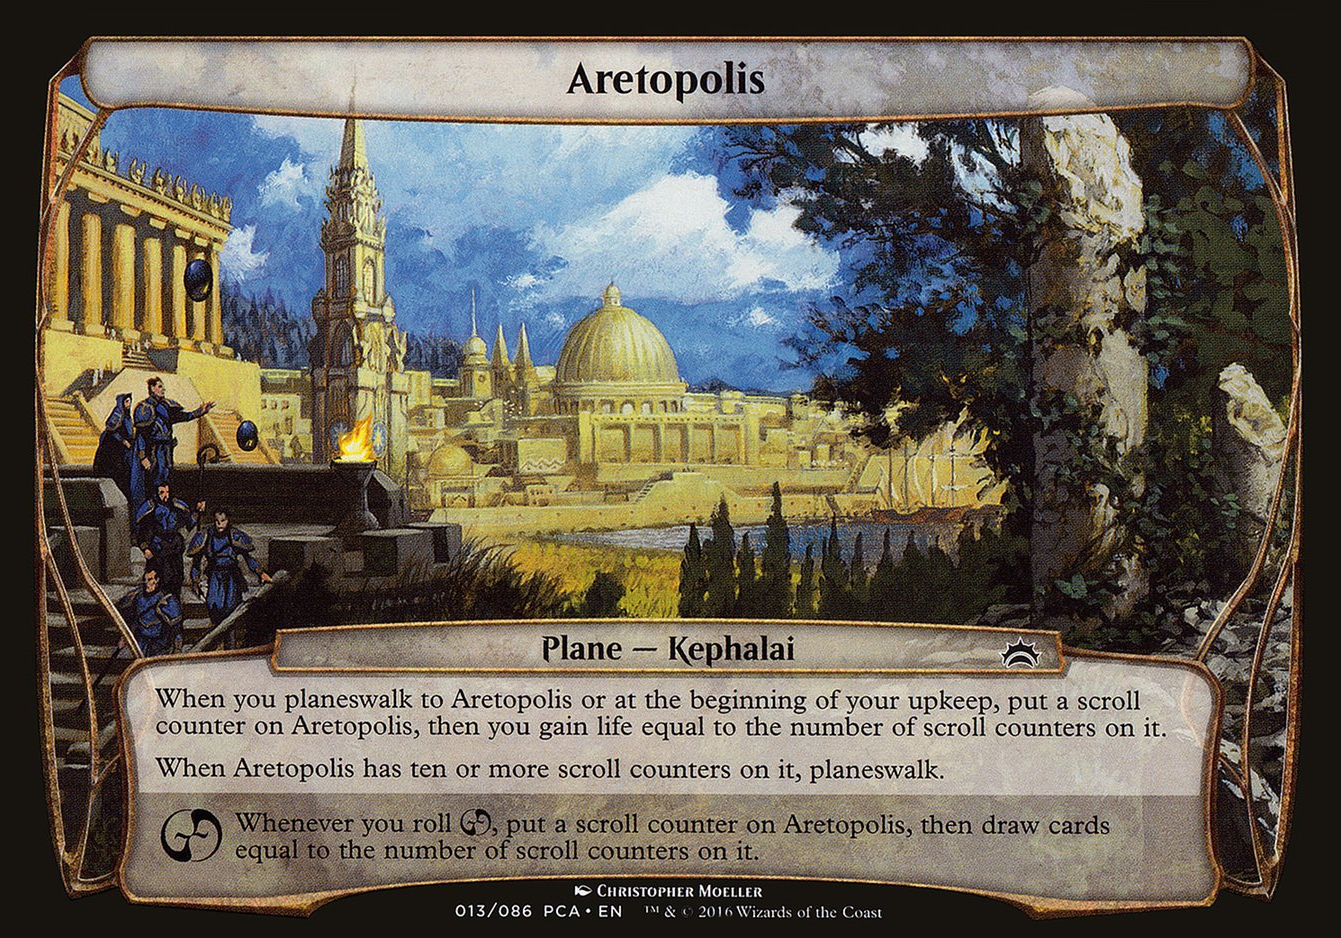 Aretopolis
Plane — Kephalai
When you planeswalk to Aretopolis or at the beginning of your upkeep, put a scroll
counter on Aretopolis, then you gain life equal to the number of scroll counters on it.
When Aretopolis has ten or more scroll counters on it, planeswalk.
Whenever you roll , put a scroll counter on Aretopolis, then draw cards
equal to the number of scroll counters on it.
Christopher Moeller
013/086 PCA • EN ™ & © 2016 Wizards of the Coast